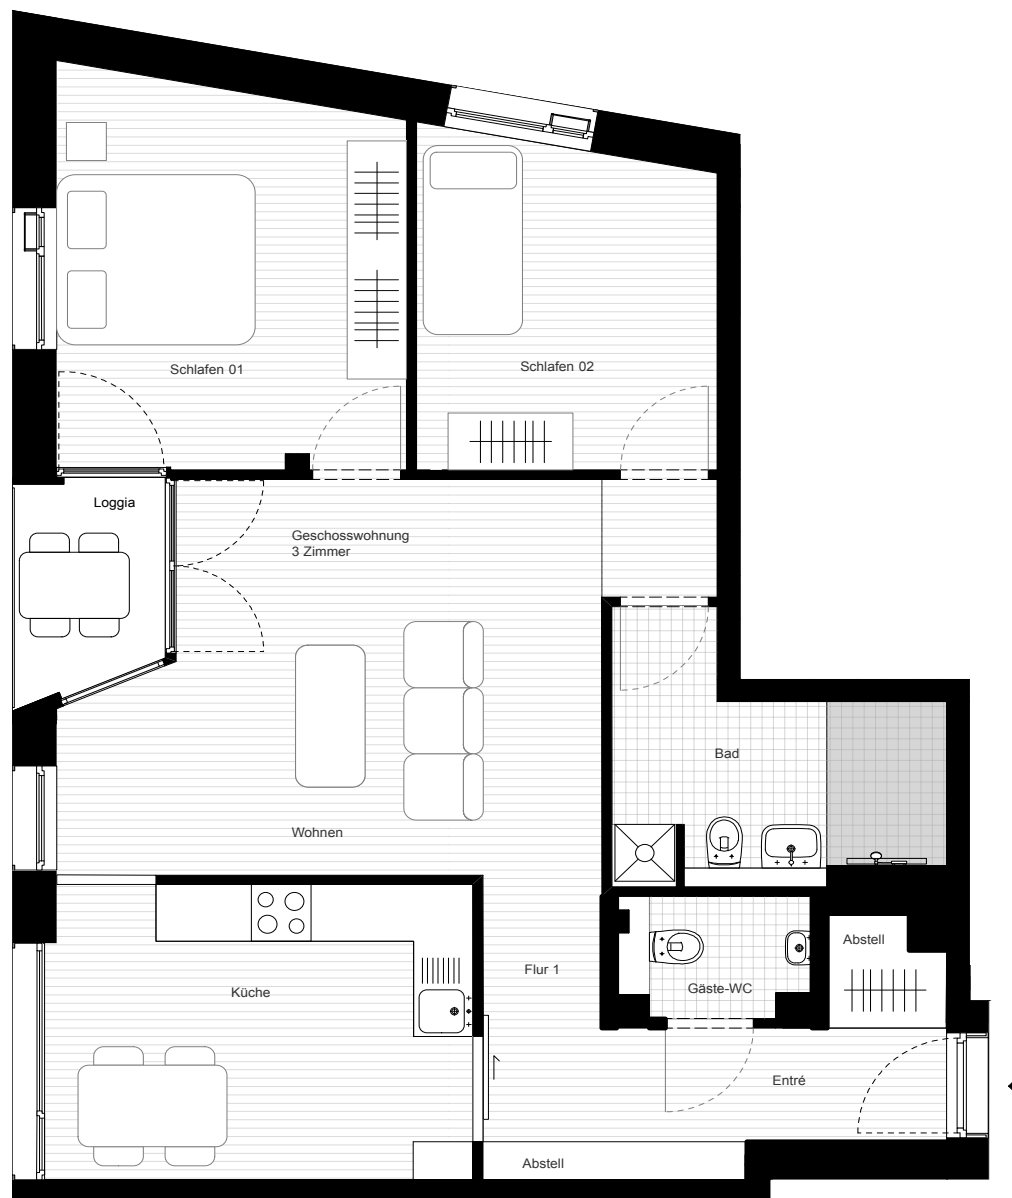 Schlafen 01
Schlafen 02
Loggia
Geschosswohnung
3 Zimmer
Bad
Wohnen
Abstell
Flur 1
Gäste-WC
Küche
Entré
Abstell